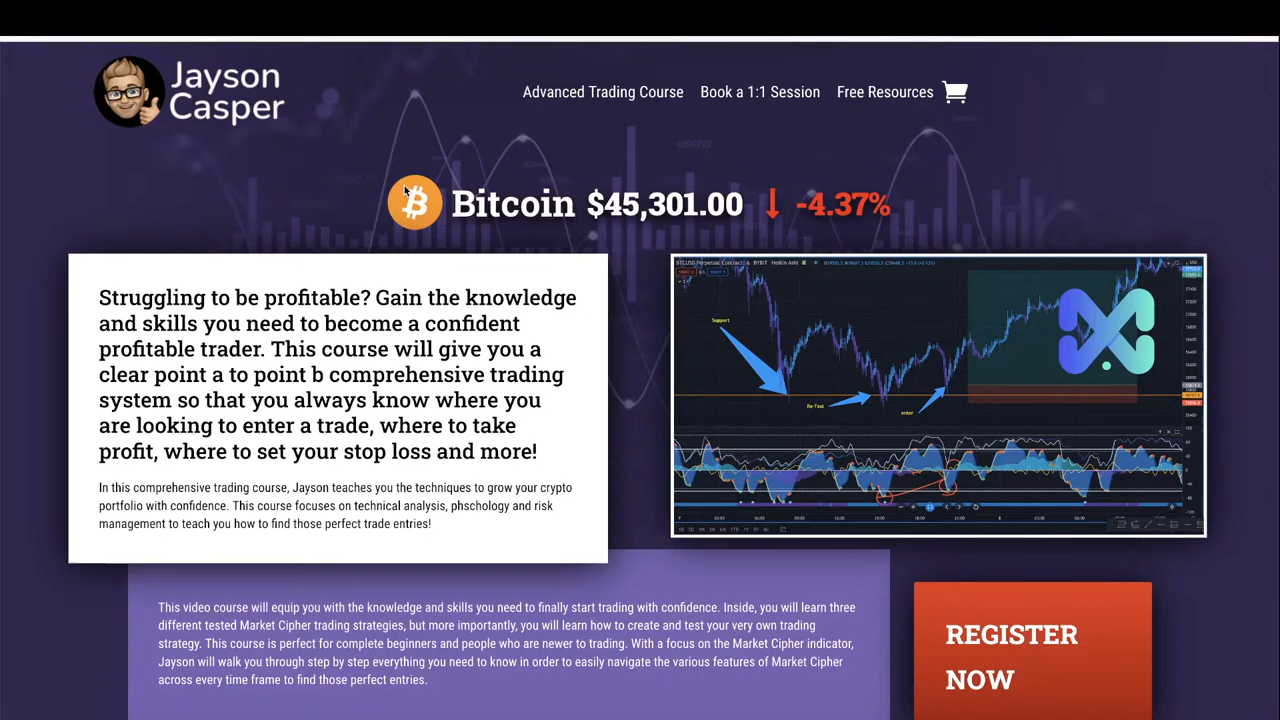 Jayson
Casper
Advanced Trading Course
Book a 1:1 Session
Free Resources
Bitcoin $45,301.00 ↓ -4.37%
Struggling to be profitable? Gain the knowledge
and skills you need to become a confident
profitable trader. This course will give you a
clear point a to point b comprehensive trading
system so that you always know where you
are looking to enter a trade, where to take
profit, where to set your stop loss and more!
In this comprehensive trading course, Jayson teaches you the techniques to grow your crypto
portfolio with confidence. This course focuses on technical analysis, phschology and risk
management to teach you how to find those perfect trade entries!
Support
Re-Test
enter
This video course will equip you with the knowledge and skills you need to finally start trading with confidence. Inside, you will learn three
different tested Market Cipher trading strategies, but more importantly, you will learn how to create and test your very own trading
strategy. This course is perfect for complete beginners and people who are newer to trading. With a focus on the Market Cipher indicator,
Jayson will walk you through step by step everything you need to know in order to easily navigate the various features of Market Cipher
across every time frame to find those perfect entries.
REGISTER
NOW